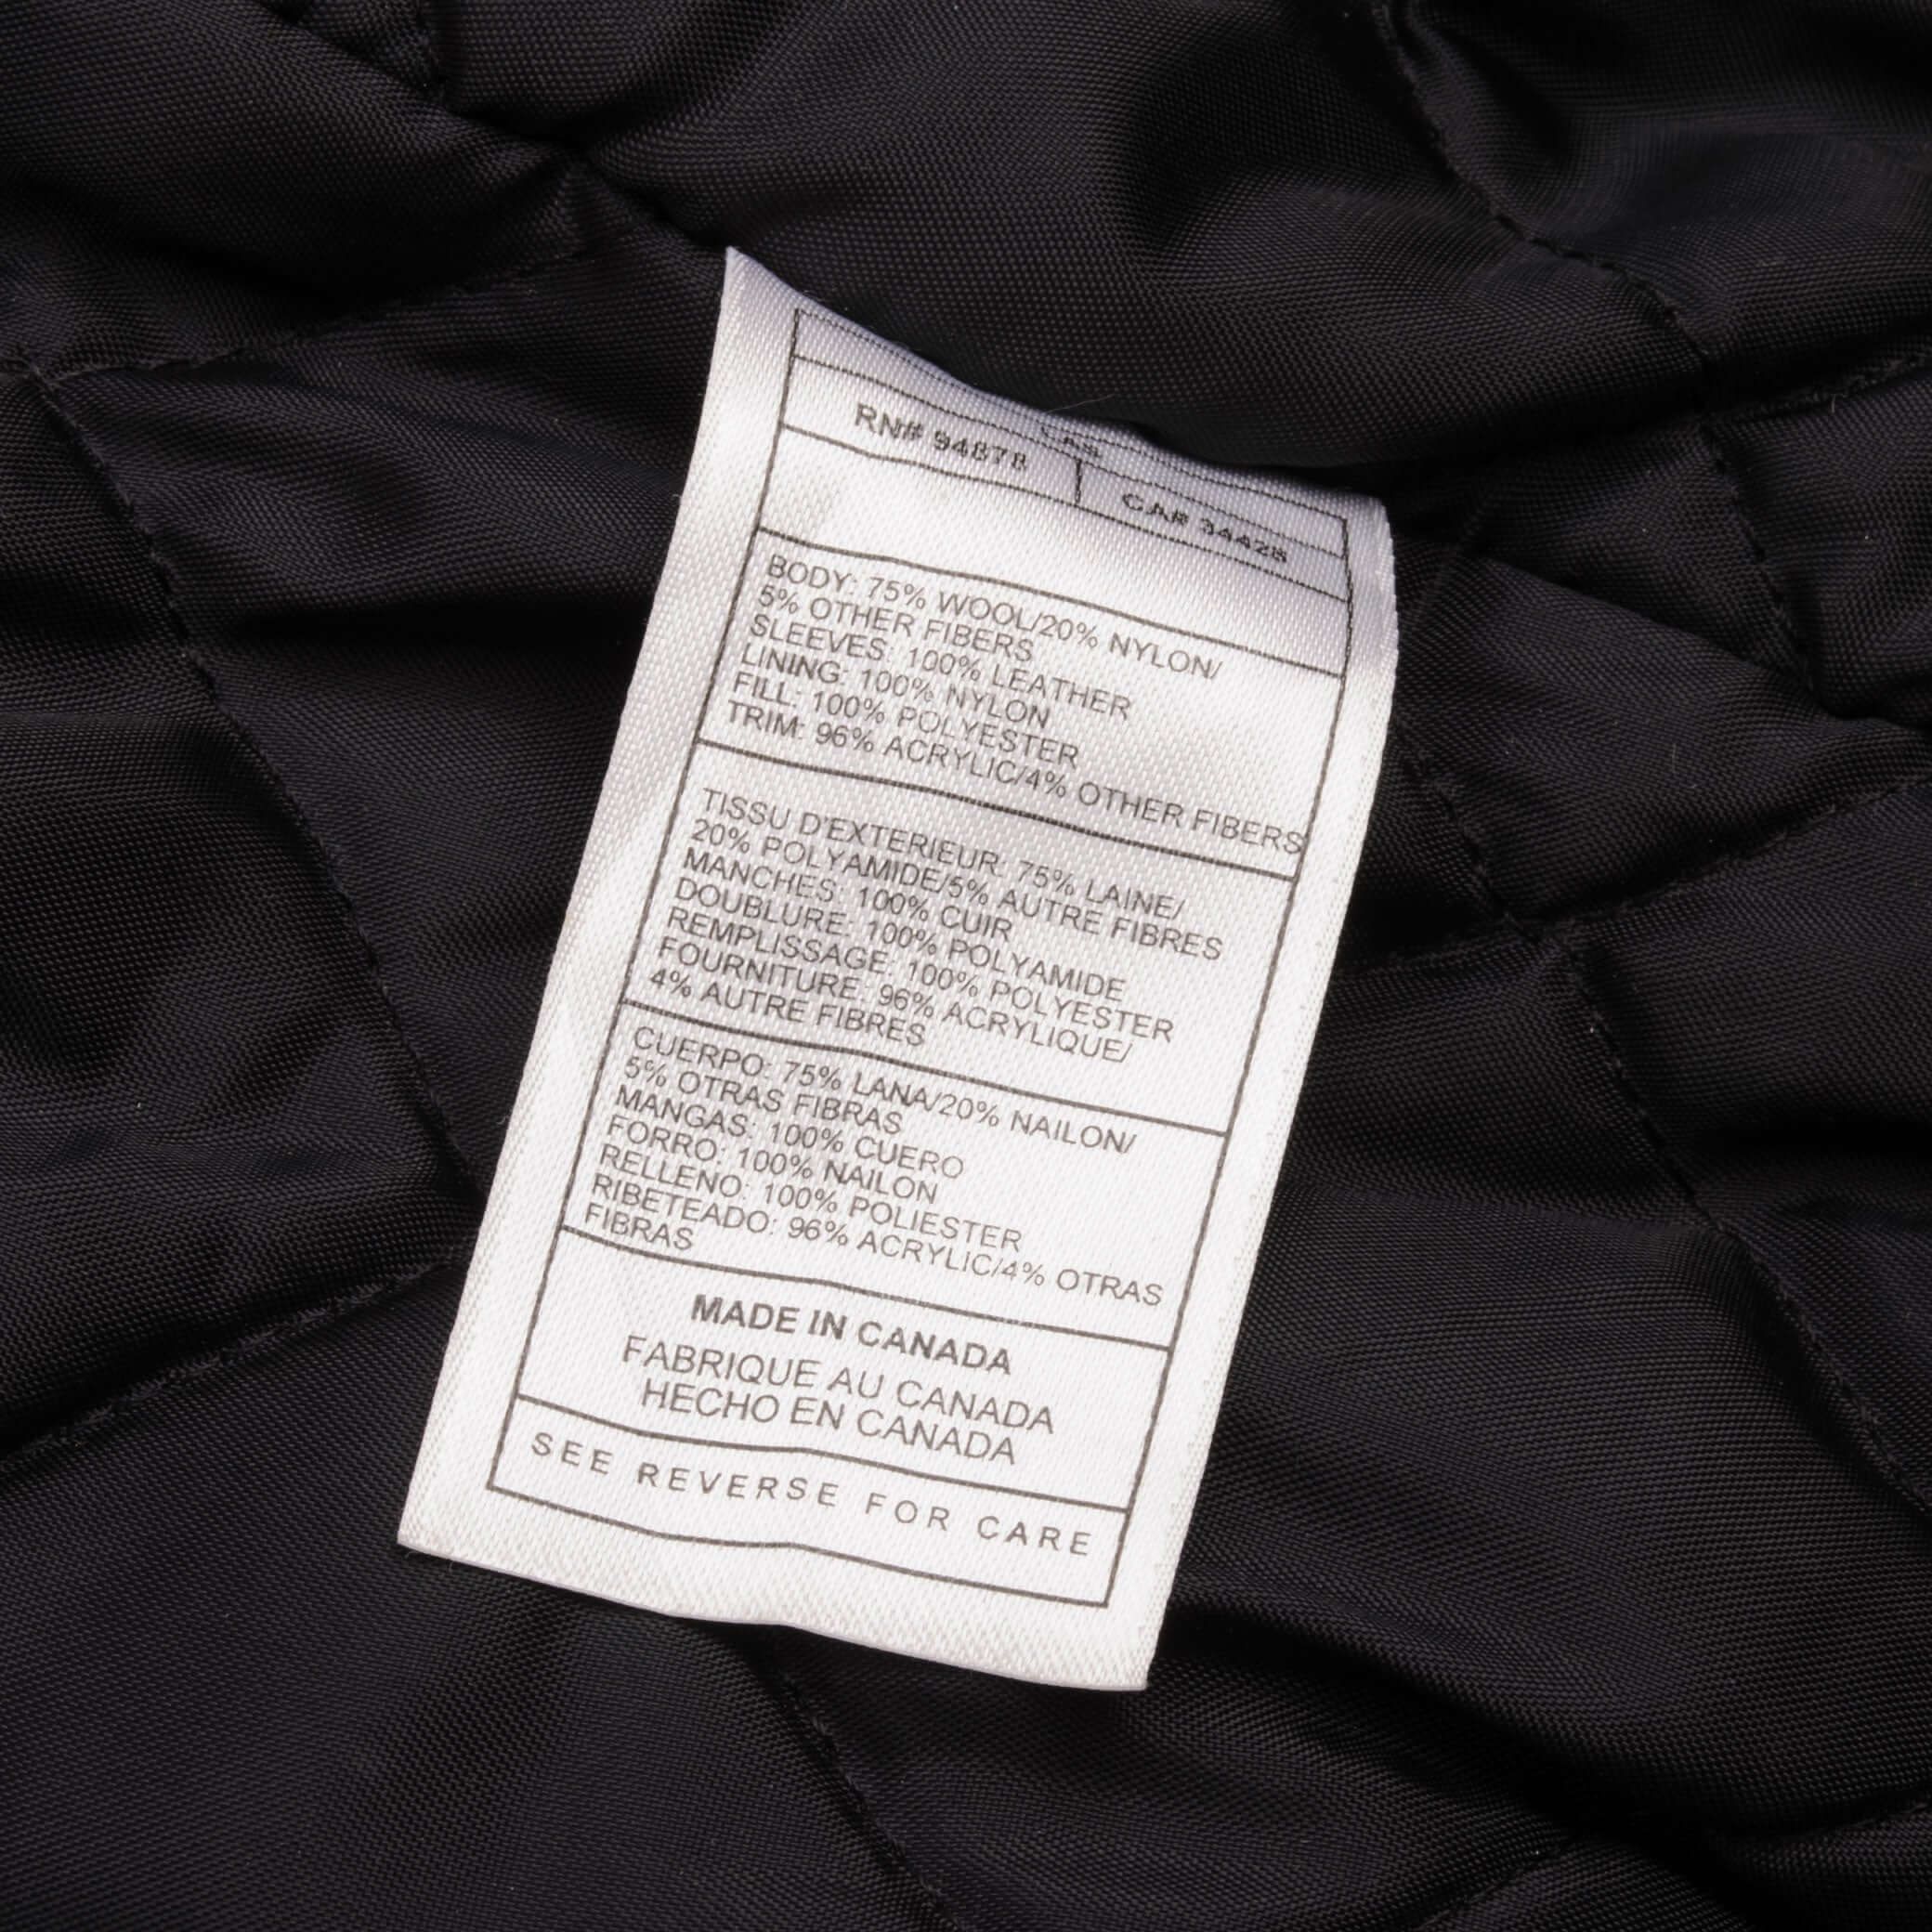 RN# 94878
CA# 34428
BODY: 75% WOOL/20% NYLON/
5% OTHER FIBERS
SLEEVES: 100% LEATHER
LINING: 100% NYLON
FILL: 100% POLYESTER
TRIM: 96% ACRYLIC/4% OTHER FIBERS
TISSU D'EXTERIEUR: 75% LAINE/
20% POLYAMIDE/5% AUTRE FIBRES
MANCHES: 100% CUIR
DOUBLURE: 100% POLYAMIDE
REMPLISSAGE: 100% POLYESTER
FOURNITURE: 96% ACRYLIQUE/
4% AUTRE FIBRES
CUERPO: 75% LANA/20% NAILON/
5% OTRAS FIBRAS
MANGAS: 100% CUERO
FORRO: 100% NAILON
RELLENO: 100% POLIESTER
RIBETEADO: 96% ACRYLIC/4% OTRAS
FIBRAS
MADE IN CANADA
FABRIQUE AU CANADA
HECHO EN CANADA
SEE REVERSE FOR CARE